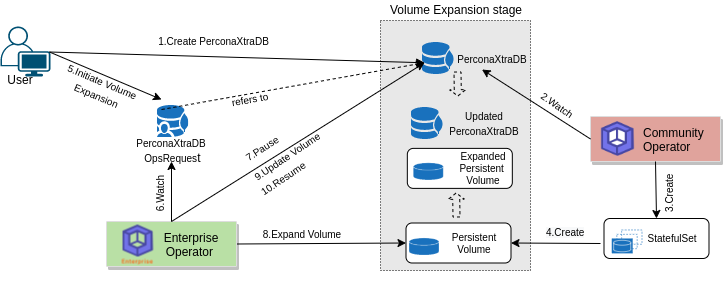 Volume Expansion stage
1.Create PerconaXtraDB
User
5.Initiate Volume
Expansion
refers to
PerconaXtraDB
2.Watch
Updated
PerconaXtraDB
PerconaXtraDB
OpsRequest
7.Pause
9.Update Volume
10.Resume
Community
Operator
Expanded
Persistent
Volume
6.Watch
3.Create
Enterprise
Enterprise
Operator
8.Expand Volume
Persistent
Volume
4.Create
StatefulSet